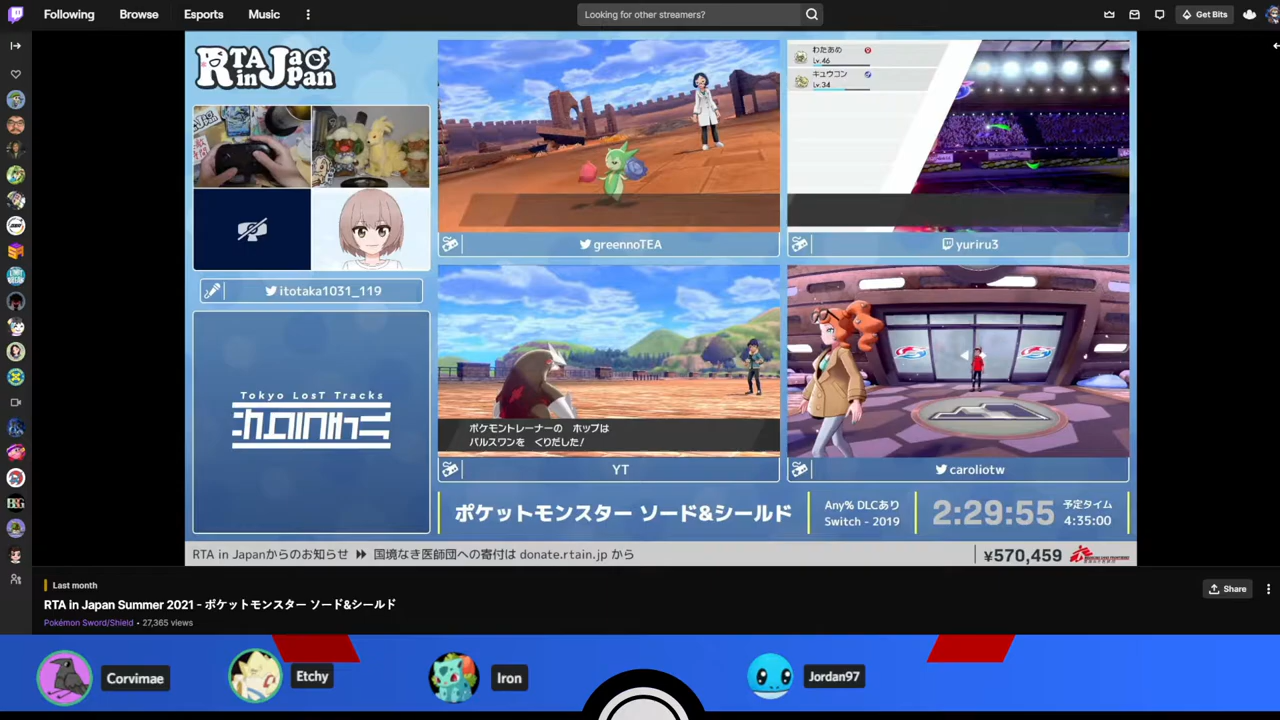 Following Browse Esports Music Looking for other streamers? Get Bits
RTA
in Japan
わたあめ
Lv.46
キュウコン
Lv.34
greennoTEA
yuriru3
itotaka1031_119
Tokyo LosT Tracks
ポケモントレーナーの ホップは
バルスワンを くりだした!
YT
caroliotw
ポケットモンスター ソード&シールド
Any% DLCあり
Switch - 2019
2:29:55
予定タイム
4:35:00
RTA in Japanからのお知らせ 国境なき医師団への寄付は donate.rtain.jp から
¥570,459
Last month
Share
RTA in Japan Summer 2021 - ポケットモンスター ソード&シールド
Pokémon Sword/Shield • 27,365 views
Corvimae
Etchy
Iron
Jordan97